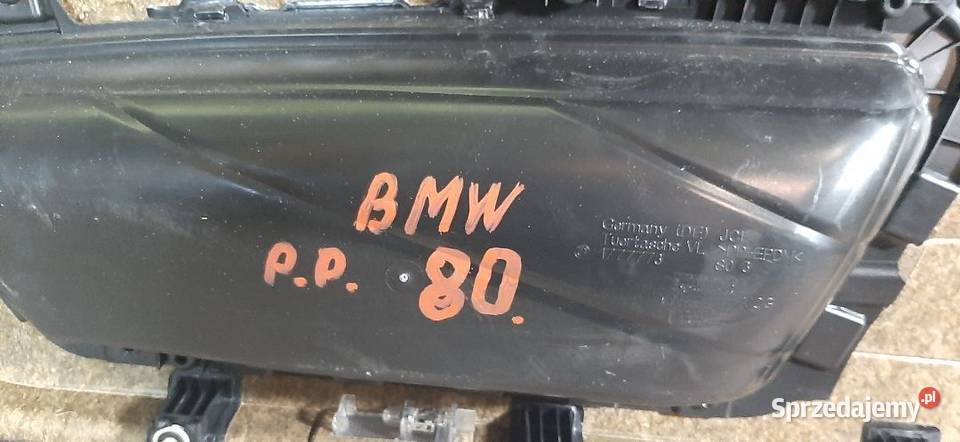 BMW
P.P. 80.
Germany (DE) JCI
Tuertasche VL
Sprzedajemy.pl